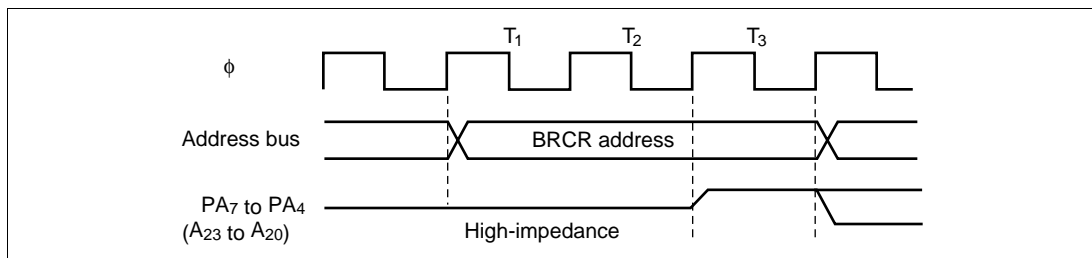 T1 T2 T3
ϕ
Address bus
BRCR address
PA7 to PA4
(A23 to A20)
High-impedance